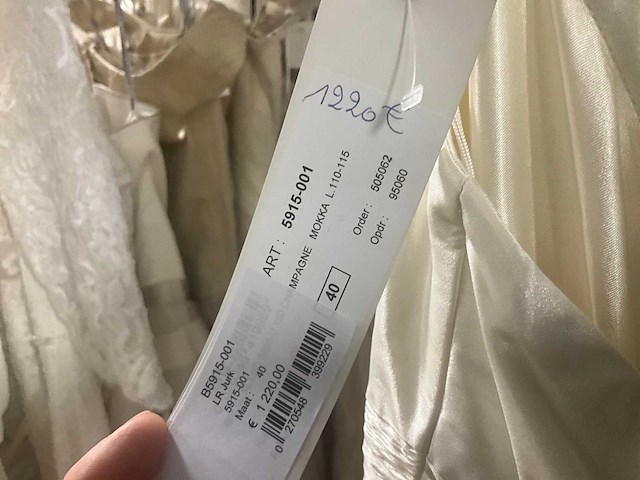 1220€
ART : 5915-001
MPAGNE MOKKA L.110-115
Order : 505062
Opdr : 95060
40
B5915-001
LR Jurk
5915-001
Maat : 40
€ 1 220,00
0 270548 399229